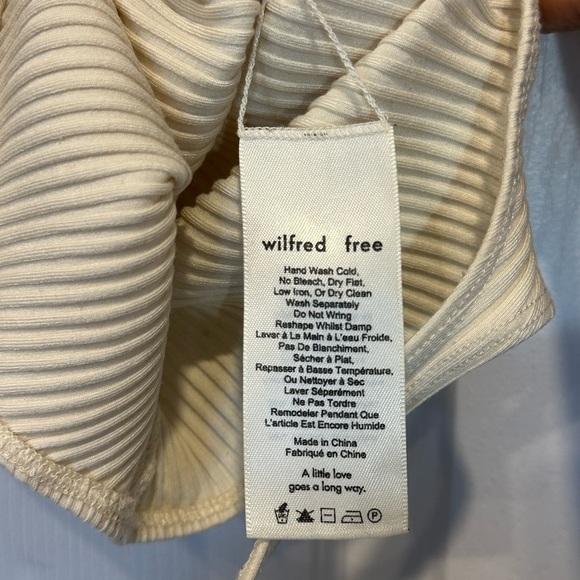 wilfred free
Hand Wash Cold,
No Bleach, Dry Flat,
Low Iron, Or Dry Clean
Wash Separately
Do Not Wring
Reshape Whilst Damp
Laver à La Main à L'eau Froide,
Pas De Blanchiment,
Sécher à Plat,
Repasser à Basse Température,
Ou Nettoyer à Sec
Laver Séparément
Ne Pas Tordre
Remodeler Pendant Que
L'article Est Encore Humide
Made in China
Fabriqué en Chine
A little love
goes a long way.
P